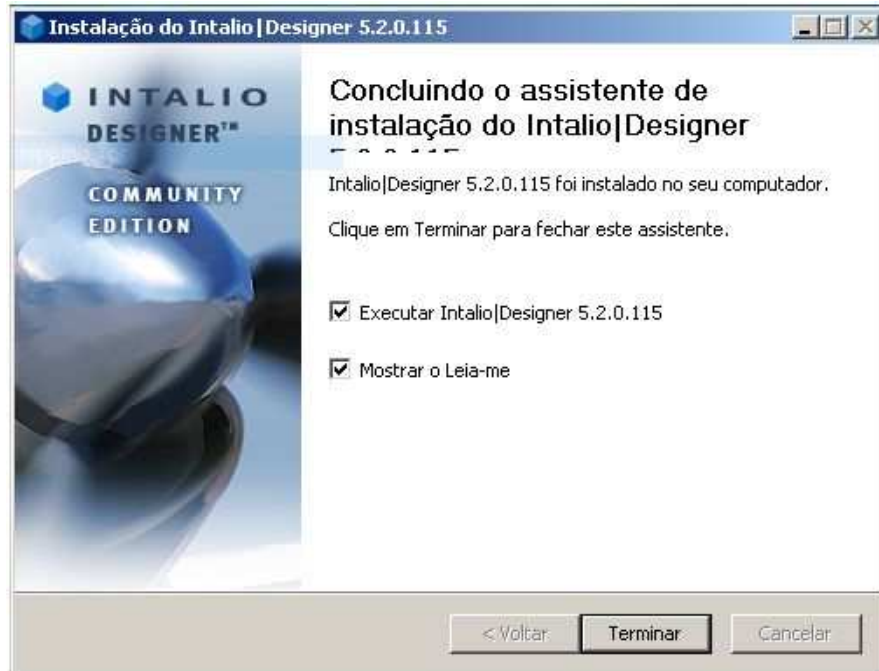 Instalação do Intalio|Designer 5.2.0.115
INTALIO
DESIGNER™
COMMUNITY
EDITION
Concluindo o assistente de
instalação do Intalio|Designer
Intalio|Designer 5.2.0.115 foi instalado no seu computador.
Clique em Terminar para fechar este assistente.
Executar Intalio|Designer 5.2.0.115
Mostrar o Leia-me
< Voltar
Terminar
Cancelar